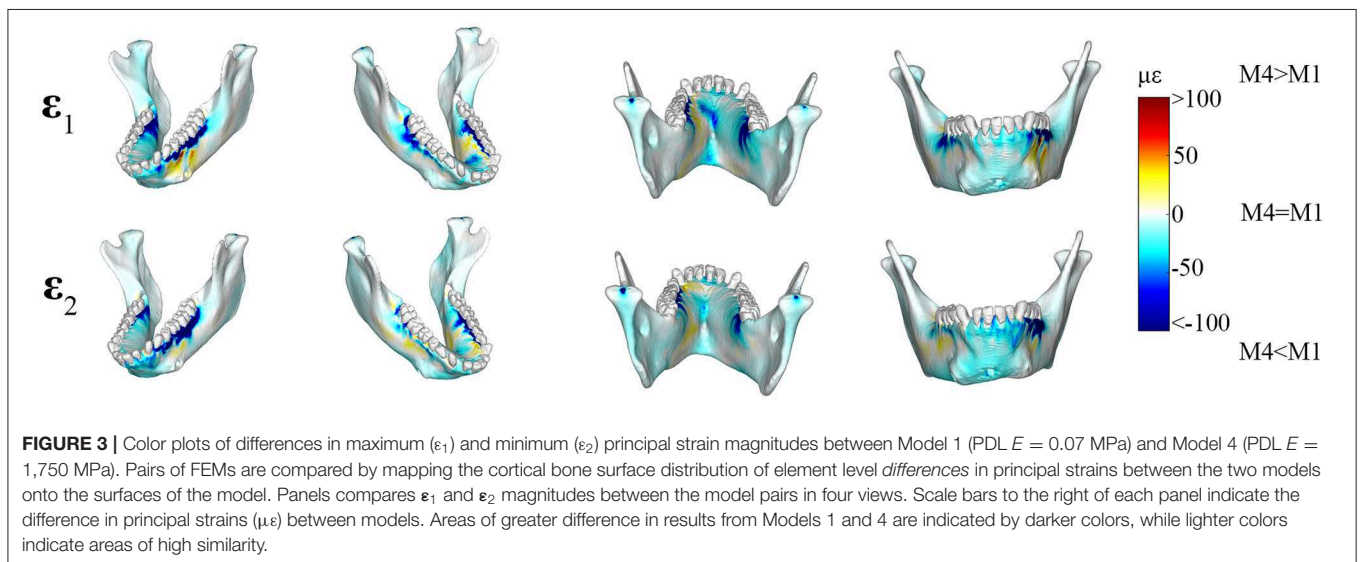 ε1
ε2
με
>100
50
0
-50
<-100
M4>M1
M4=M1
M4<M1
FIGURE 3 | Color plots of differences in maximum (ε1) and minimum (ε2) principal strain magnitudes between Model 1 (PDL E = 0.07 MPa) and Model 4 (PDL E =
1,750 MPa). Pairs of FEMs are compared by mapping the cortical bone surface distribution of element level differences in principal strains between the two models
onto the surfaces of the model. Panels compares ε1 and ε2 magnitudes between the model pairs in four views. Scale bars to the right of each panel indicate the
difference in principal strains (με) between models. Areas of greater difference in results from Models 1 and 4 are indicated by darker colors, while lighter colors
indicate areas of high similarity.